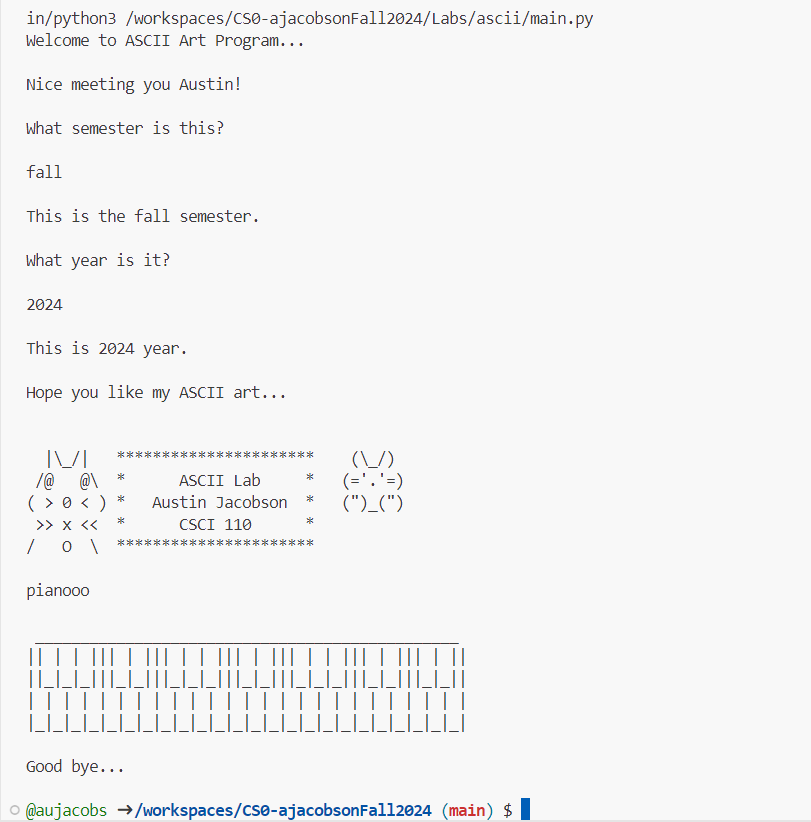 in/python3 /workspaces/CS0-ajacobsonFall2024/Labs/ascii/main.py
Welcome to ASCII Art Program...
Nice meeting you Austin!
What semester is this?
fall
This is the fall semester.
What year is it?
2024
This is 2024 year.
Hope you like my ASCII art...
  |\_/|   **********************    (\_/)
 /@   @\  *      ASCII Lab     *   (='.'=)
( > 0 < ) *   Austin Jacobson  *   (")_(")
 >> x <<  *      CSCI 110      *
/   O  \  **********************
pianooo
 _______________________________________________
|| | | ||| | ||| | | ||| | ||| | | ||| | ||| | ||
||_|_|_|||_|_|||_|_|_|||_|_|||_|_|_|||_|_|||_|_||
| | | | | | | | | | | | | | | | | | | | | | | | |
|_|_|_|_|_|_|_|_|_|_|_|_|_|_|_|_|_|_|_|_|_|_|_|_|
Good bye...
@aujacobs ➜/workspaces/CS0-ajacobsonFall2024 (main) $